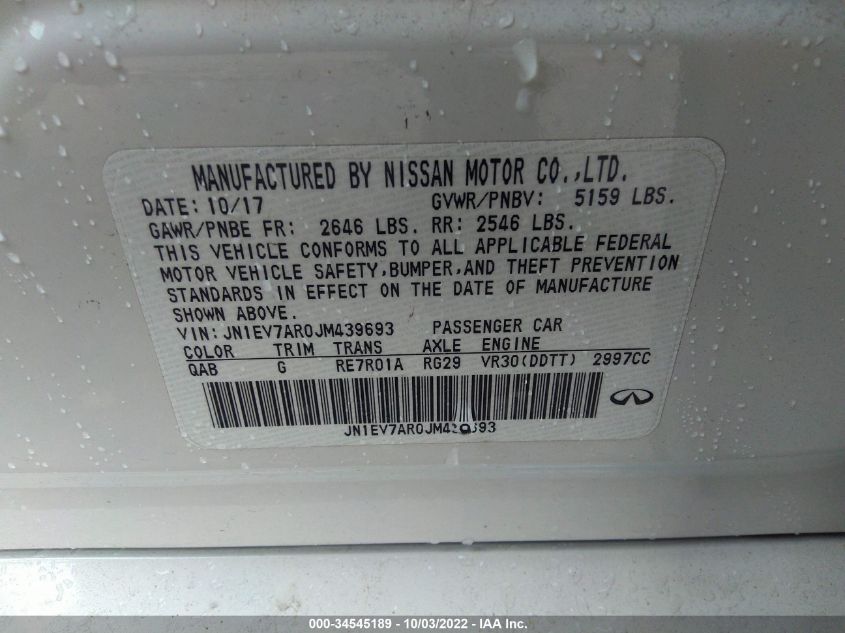 MANUFACTURED BY NISSAN MOTOR CO.,LTD.
DATE: 10/17 GVWR/PNBV: 5159 LBS.
GAWR/PNBE FR: 2646 LBS. RR: 2546 LBS.
THIS VEHICLE CONFORMS TO ALL APPLICABLE FEDERAL
MOTOR VEHICLE SAFETY,BUMPER,AND THEFT PREVENTION
STANDARDS IN EFFECT ON THE DATE OF MANUFACTURE
SHOWN ABOVE.
VIN:JN1EV7AR0JM439693 PASSENGER CAR
COLOR TRIM TRANS AXLE ENGINE
QAB G RE7R01A RG29 VR30(DDTT) 2997CC
JN1EV7AR0JM439693
000-34545189 - 10/03/2022 - VR1 Inc.